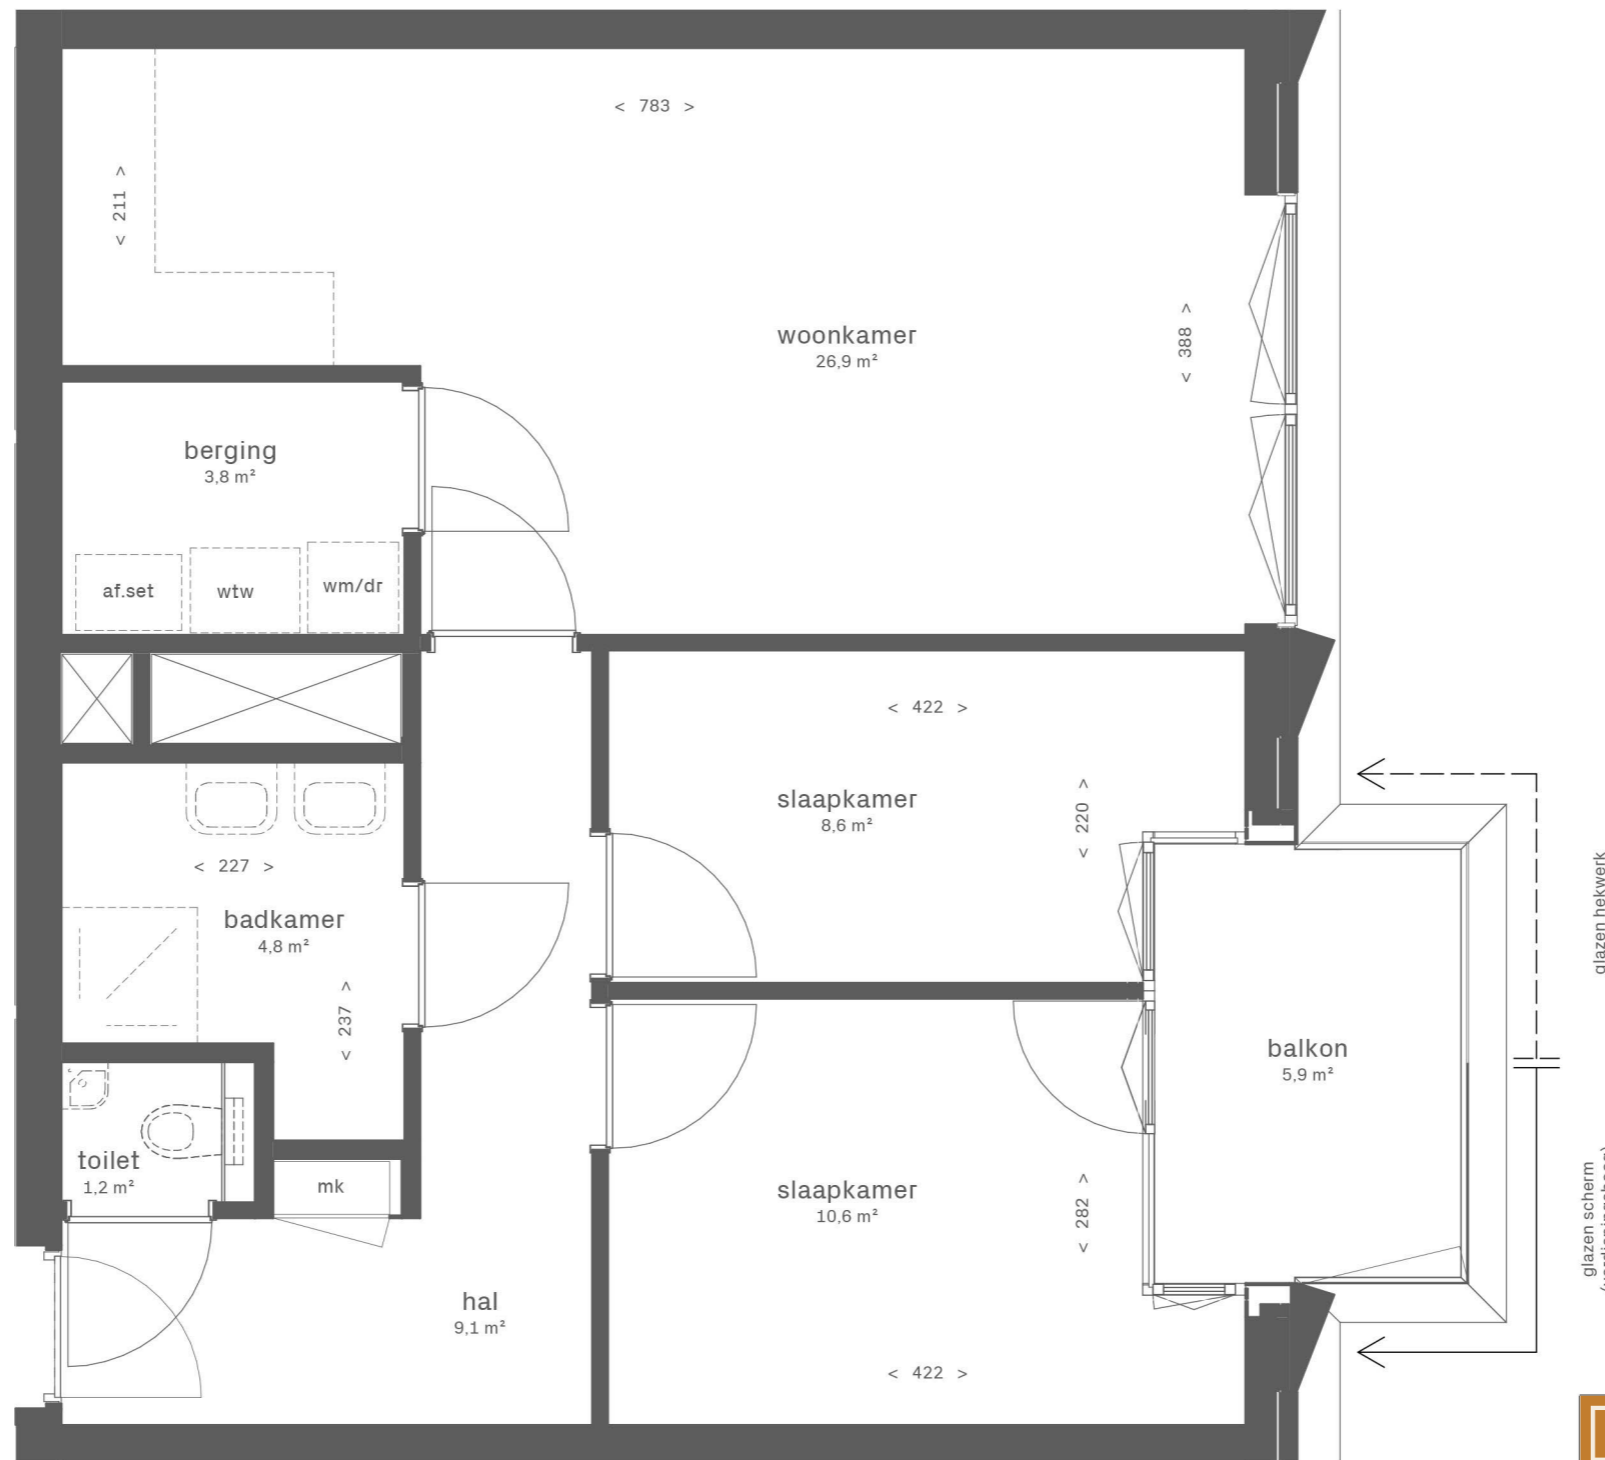 < 783 >
< 211 >
woonkamer
26,9 m²
< 388 >
berging
3,8 m²
af.set
wtw
wm/dr
< 422 >
slaapkamer
8,6 m²
< 220 >
< 227 >
badkamer
4,8 m²
< 237 >
glazen hekwerk
balkon
5,9 m²
toilet
1,2 m²
mk
slaapkamer
10,6 m²
< 282 >
glazen scherm
hal
9,1 m²
< 422 >